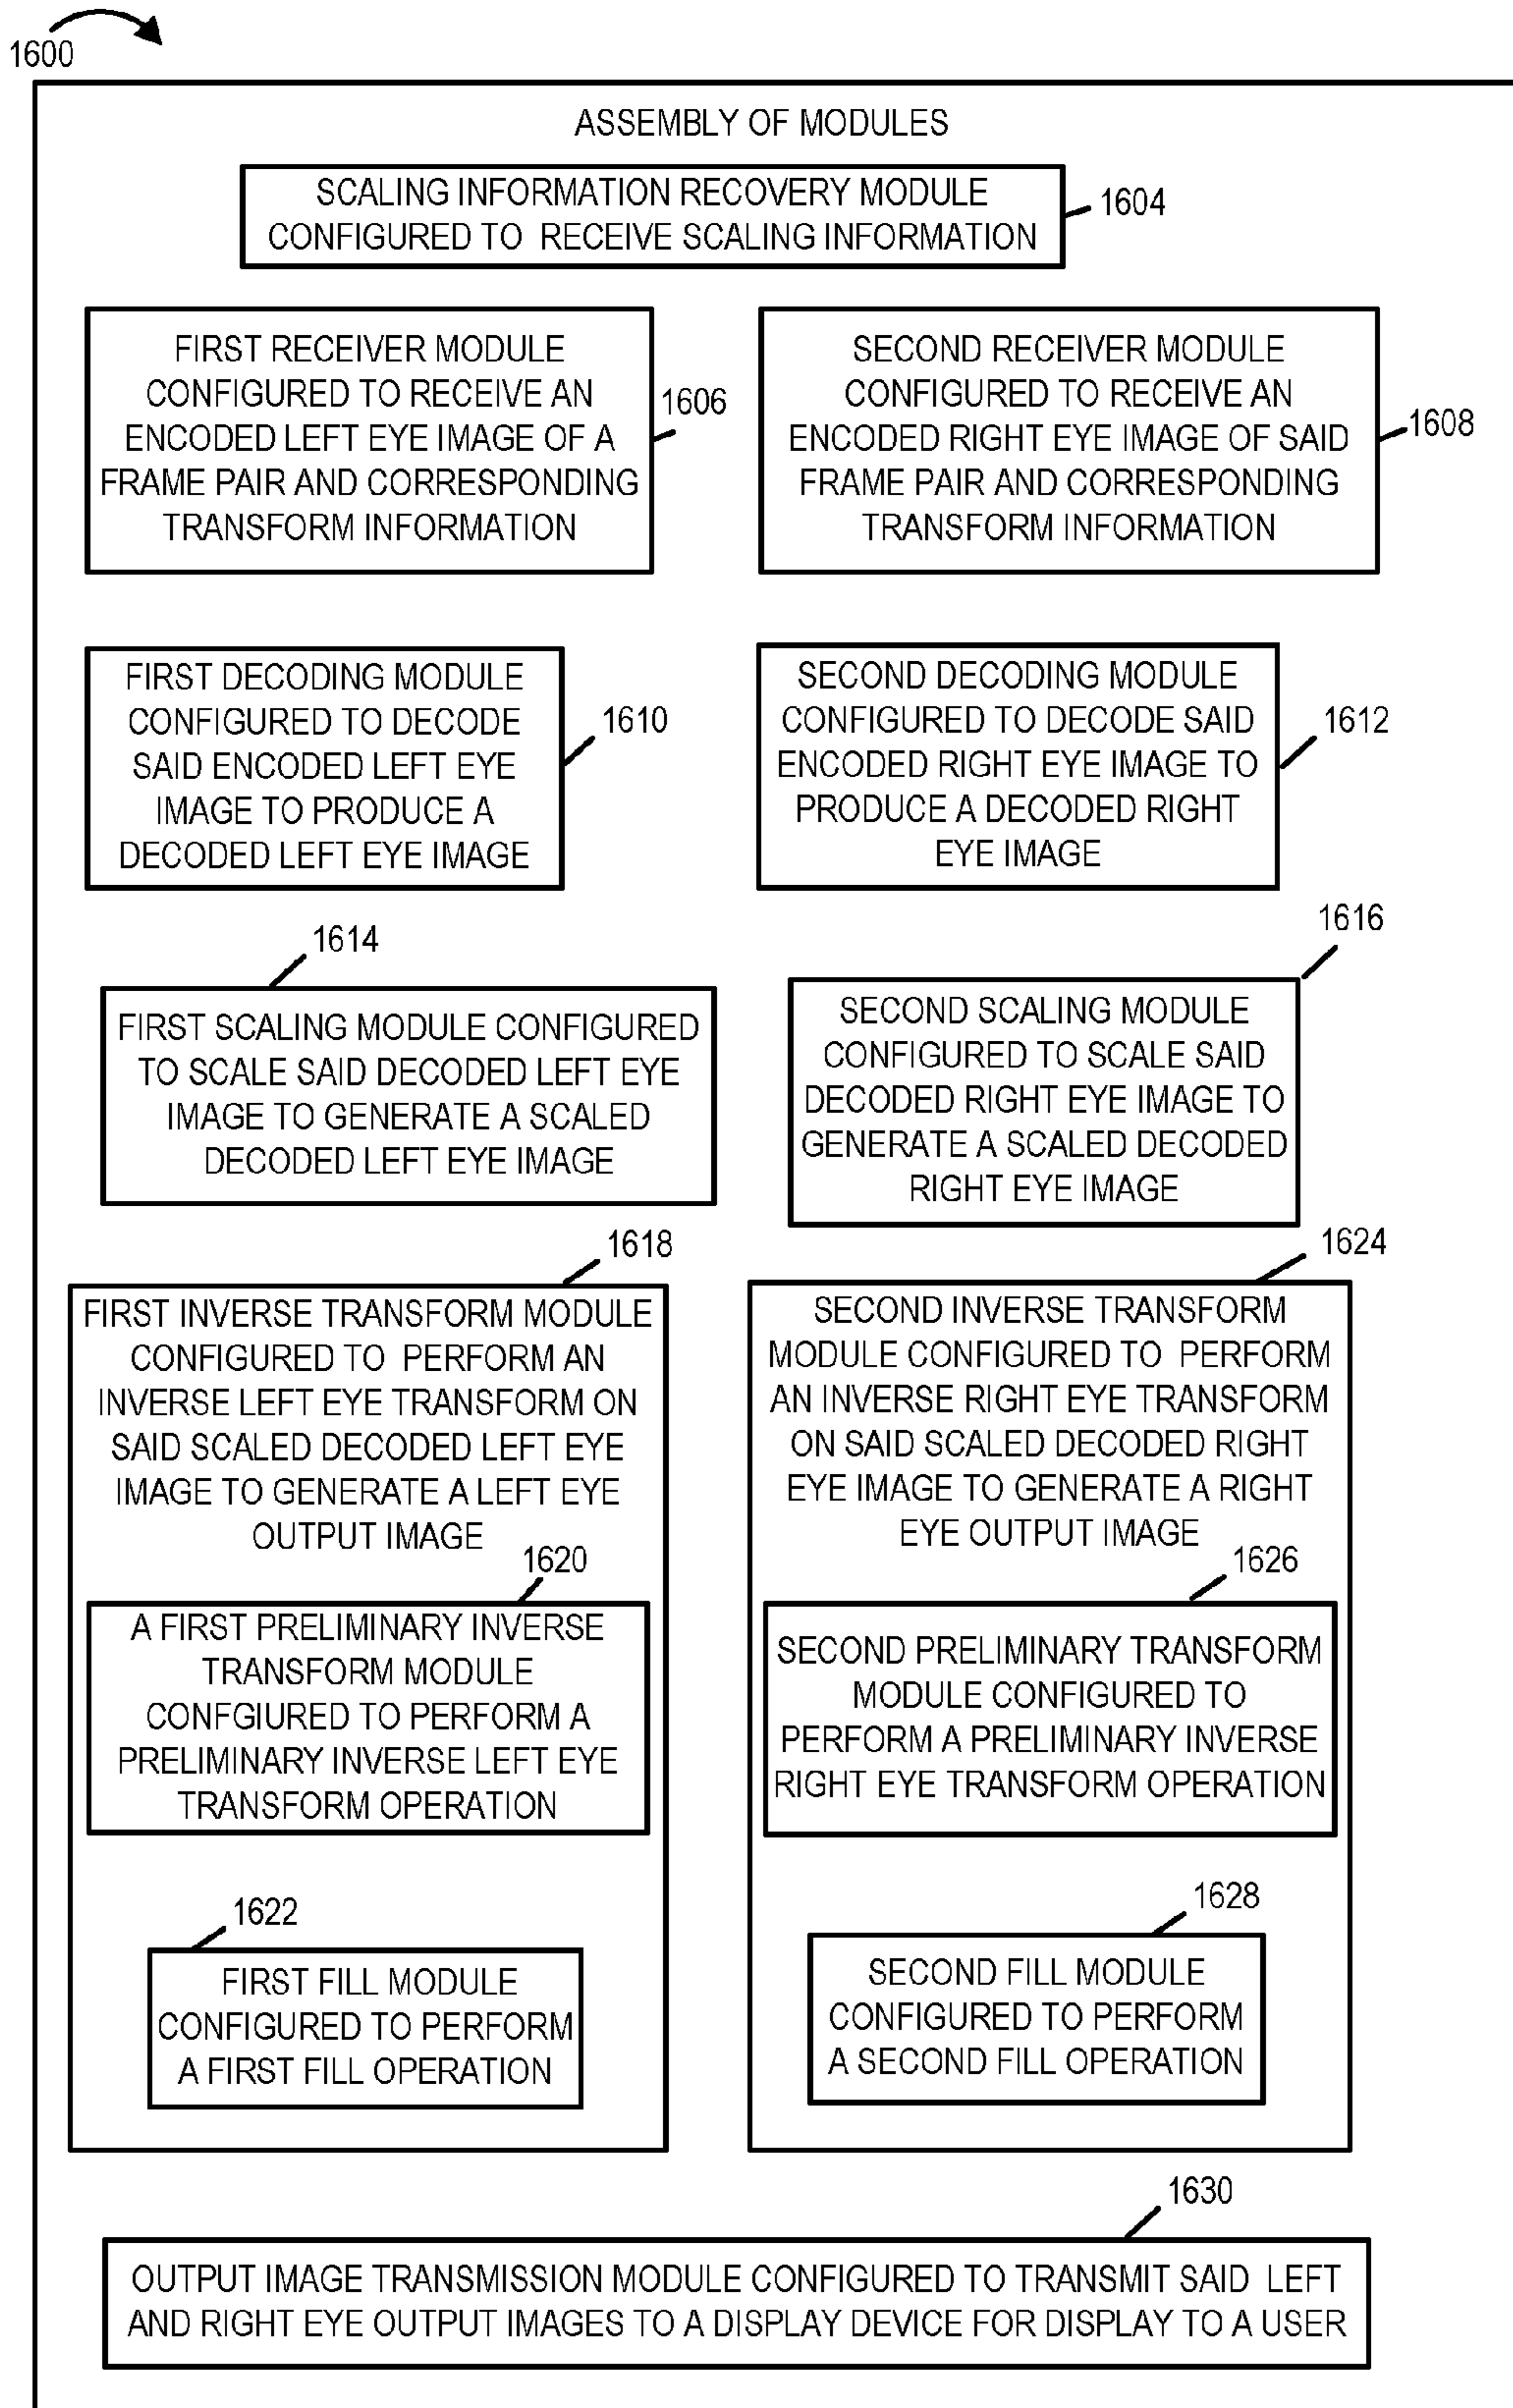 1600
ASSEMBLY OF MODULES
SCALING INFORMATION RECOVERY MODULE
CONFIGURED TO RECEIVE SCALING INFORMATION
1604
FIRST RECEIVER MODULE
CONFIGURED TO RECEIVE AN
ENCODED LEFT EYE IMAGE OF A
FRAME PAIR AND CORRESPONDING
TRANSFORM INFORMATION
1606
SECOND RECEIVER MODULE
CONFIGURED TO RECEIVE AN
ENCODED RIGHT EYE IMAGE OF SAID
FRAME PAIR AND CORRESPONDING
TRANSFORM INFORMATION
1608
FIRST DECODING MODULE
CONFIGURED TO DECODE
SAID ENCODED LEFT EYE
IMAGE TO PRODUCE A
DECODED LEFT EYE IMAGE
1610
SECOND DECODING MODULE
CONFIGURED TO DECODE SAID
ENCODED RIGHT EYE IMAGE TO
PRODUCE A DECODED RIGHT
EYE IMAGE
1612
1614
FIRST SCALING MODULE CONFIGURED
TO SCALE SAID DECODED LEFT EYE
IMAGE TO GENERATE A SCALED
DECODED LEFT EYE IMAGE
1616
SECOND SCALING MODULE
CONFIGURED TO SCALE SAID
DECODED RIGHT EYE IMAGE TO
GENERATE A SCALED DECODED
RIGHT EYE IMAGE
1618
FIRST INVERSE TRANSFORM MODULE
CONFIGURED TO PERFORM AN
INVERSE LEFT EYE TRANSFORM ON
SAID SCALED DECODED LEFT EYE
IMAGE TO GENERATE A LEFT EYE
OUTPUT IMAGE
1620
A FIRST PRELIMINARY INVERSE
TRANSFORM MODULE
CONFGIURED TO PERFORM A
PRELIMINARY INVERSE LEFT EYE
TRANSFORM OPERATION
1622
FIRST FILL MODULE
CONFIGURED TO PERFORM
A FIRST FILL OPERATION
1624
SECOND INVERSE TRANSFORM
MODULE CONFIGURED TO PERFORM
AN INVERSE RIGHT EYE TRANSFORM
ON SAID SCALED DECODED RIGHT
EYE IMAGE TO GENERATE A RIGHT
EYE OUTPUT IMAGE
1626
SECOND PRELIMINARY TRANSFORM
MODULE CONFIGURED TO
PERFORM A PRELIMINARY INVERSE
RIGHT EYE TRANSFORM OPERATION
1628
SECOND FILL MODULE
CONFIGURED TO PERFORM
A SECOND FILL OPERATION
1630
OUTPUT IMAGE TRANSMISSION MODULE CONFIGURED TO TRANSMIT SAID LEFT
AND RIGHT EYE OUTPUT IMAGES TO A DISPLAY DEVICE FOR DISPLAY TO A USER